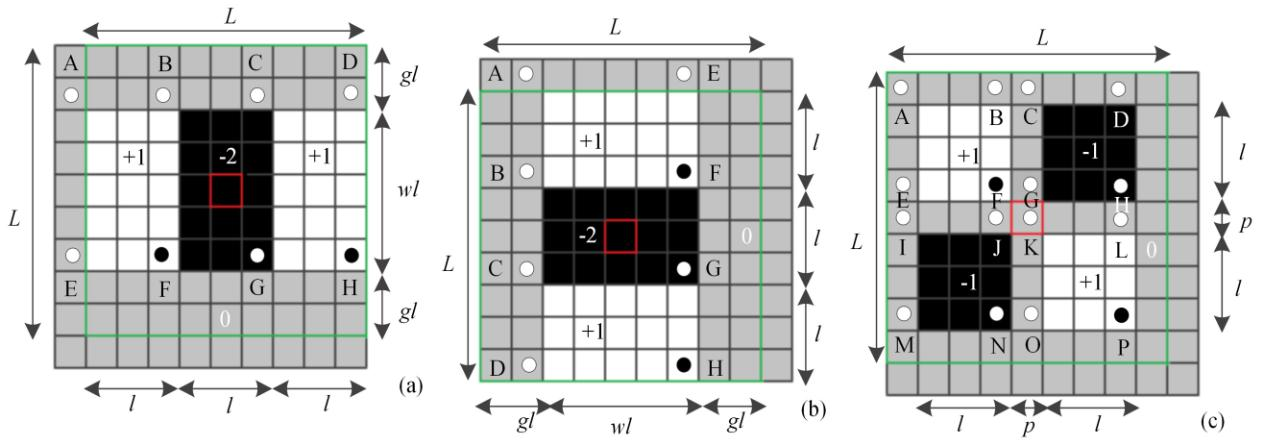 L
A B C D
gl
+1 -2 +1
wl
L
E F G H
0
gl
l l l
(a)
L
A E
+1
l
B F
-2 0
l
L
C G
+1
l
D H
gl wl gl
(b)
L
A B C D
+1 -1
l
E F G H
p
L
I J K L 0
-1 +1
l
M N O P
l p l
(c)